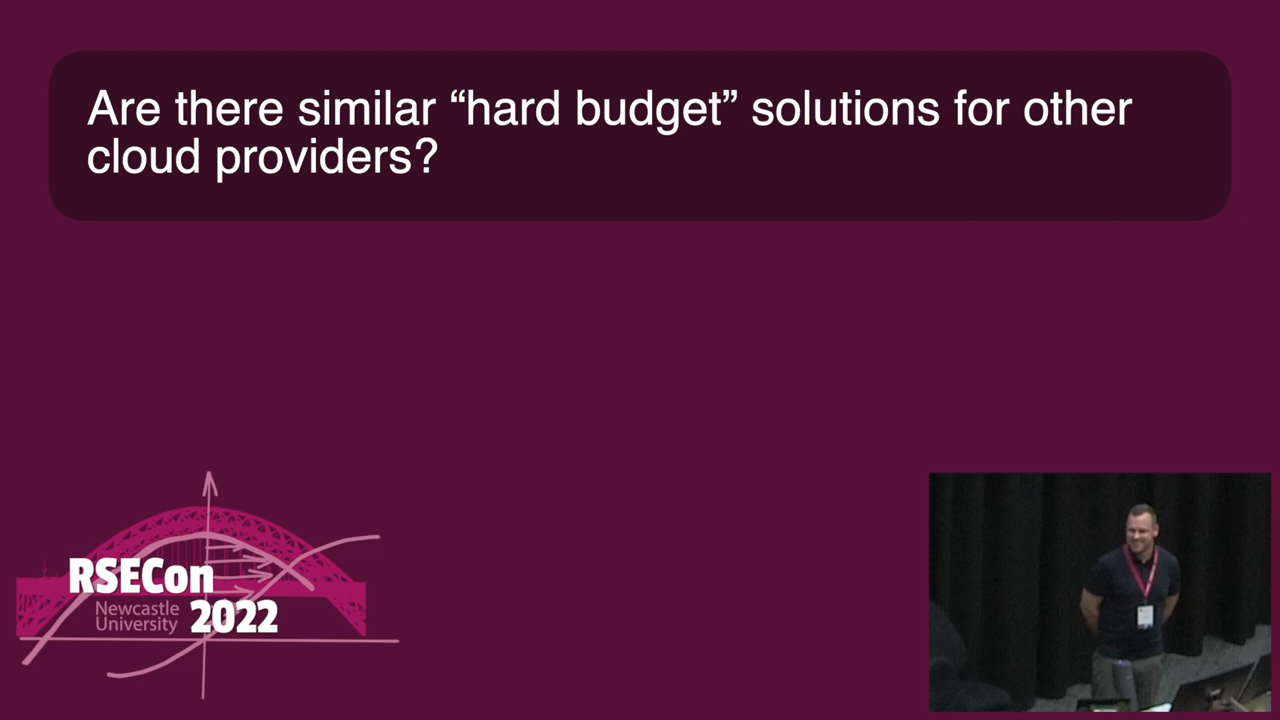 Are there similar “hard budget” solutions for other
cloud providers?
RSECon
Newcastle
University 2022